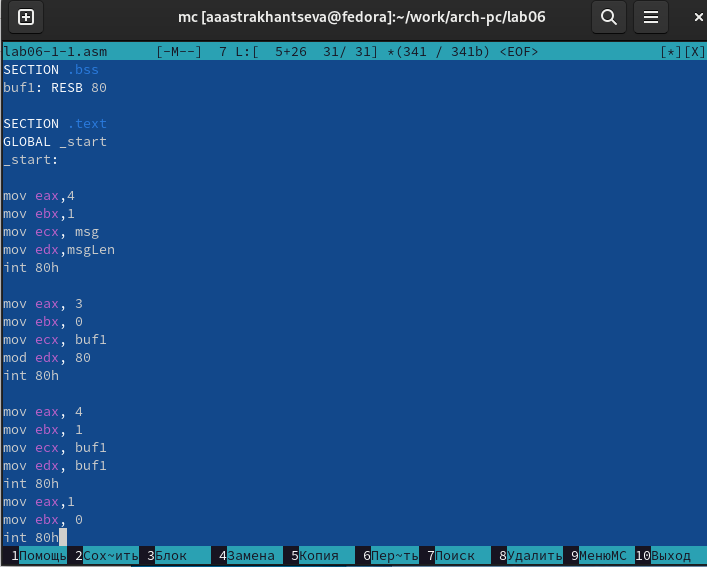 mc [aaastrakhantseva@fedora]:~/work/arch-pc/lab06
lab06-1-1.asm [-M--] 7 L:[ 5+26 31/ 31] *(341 / 341b) <EOF> [*][X]
SECTION .bss
buf1: RESB 80
SECTION .text
GLOBAL _start
_start:
mov eax,4
mov ebx,1
mov ecx, msg
mov edx,msgLen
int 80h
mov eax, 3
mov ebx, 0
mov ecx, buf1
mod edx, 80
int 80h
mov eax, 4
mov ebx, 1
mov ecx, buf1
mov edx, buf1
int 80h
mov eax,1
mov ebx, 0
int 80h
1Помощь 2Сох~ить 3Блок 4Замена 5Копия 6Пер~ть 7Поиск 8Удалить 9МенюMC 10Выход